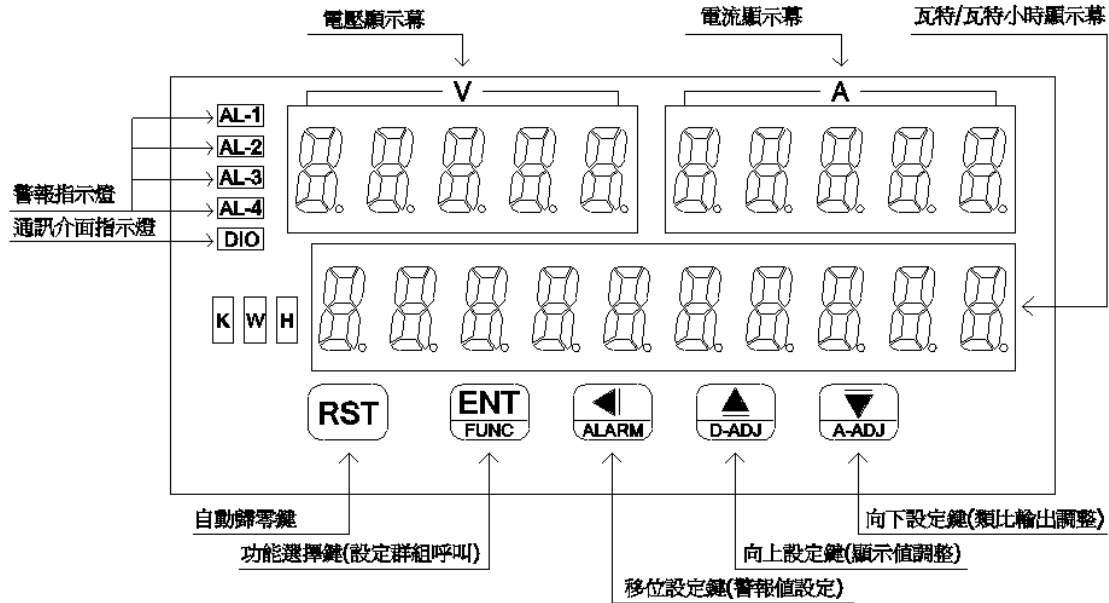 電壓顯示幕
電流顯示幕
瓦特/瓦特小時顯示幕
V
A
AL-1
AL-2
AL-3
警報指示燈
AL-4
通訊介面指示燈
DIO
K W H
RST
ENT
FUNC
ALARM
D-ADJ
A-ADJ
自動歸零鍵
向下設定鍵(類比輸出調整)
功能選擇鍵(設定群組呼叫)
向上設定鍵(顯示值調整)
移位設定鍵(警報值設定)